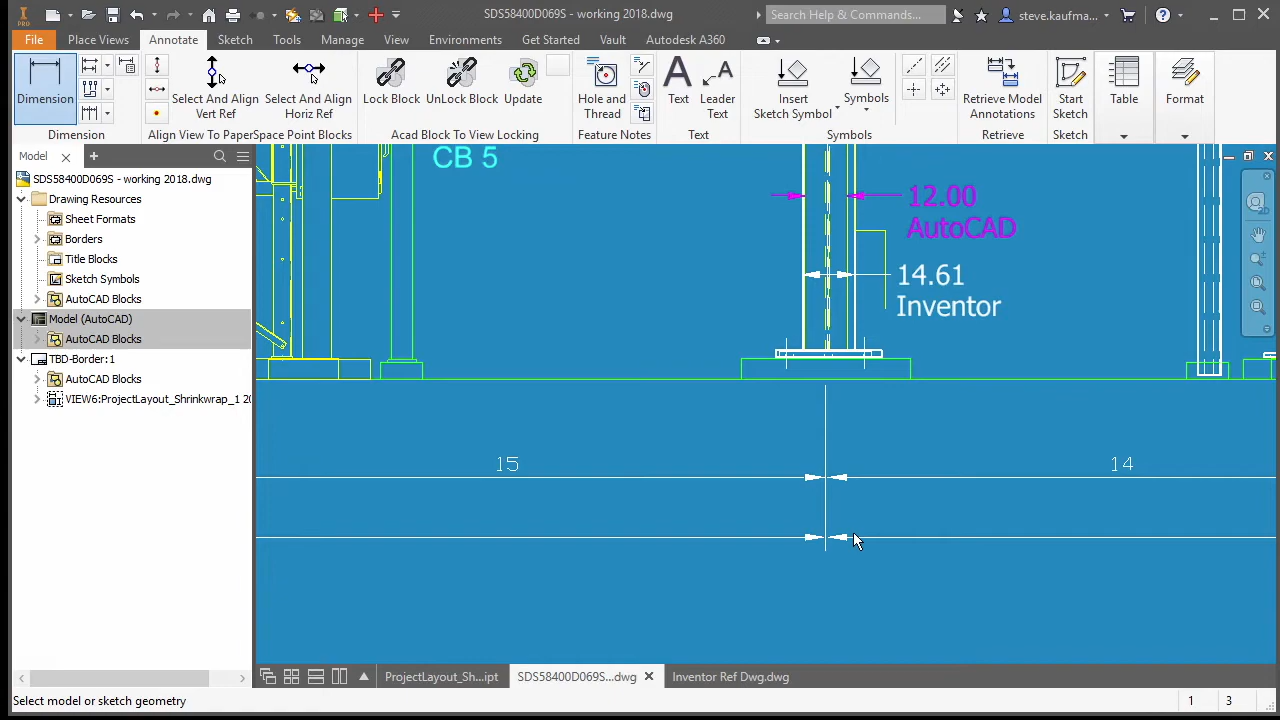 PRO
SDS58400D069S - working 2018.dwg
Search Help & Commands...
steve.kaufma...
File
Place Views
Annotate
Sketch
Tools
Manage
View
Environments
Get Started
Vault
Autodesk A360
Dimension
Select And Align Vert Ref
Select And Align Horiz Ref
Lock Block
UnLock Block
Update
Hole and Thread
Text
Leader Text
Insert Sketch Symbol
Symbols
Retrieve Model Annotations
Start Sketch
Table
Format
Dimension
Align View To PaperSpace Point Blocks
Acad Block To View Locking
Feature Notes
Text
Symbols
Retrieve
Sketch
Model
SDS58400D069S - working 2018.dwg
Drawing Resources
Sheet Formats
Borders
Title Blocks
Sketch Symbols
AutoCAD Blocks
Model (AutoCAD)
AutoCAD Blocks
TBD-Border:1
AutoCAD Blocks
VIEW6:ProjectLayout_Shrinkwrap_1 20
CB 5
12.00
AutoCAD
14.61
Inventor
15
14
ProjectLayout_Sh...ipt
SDS58400D069S...dwg
Inventor Ref Dwg.dwg
Select model or sketch geometry
1
3